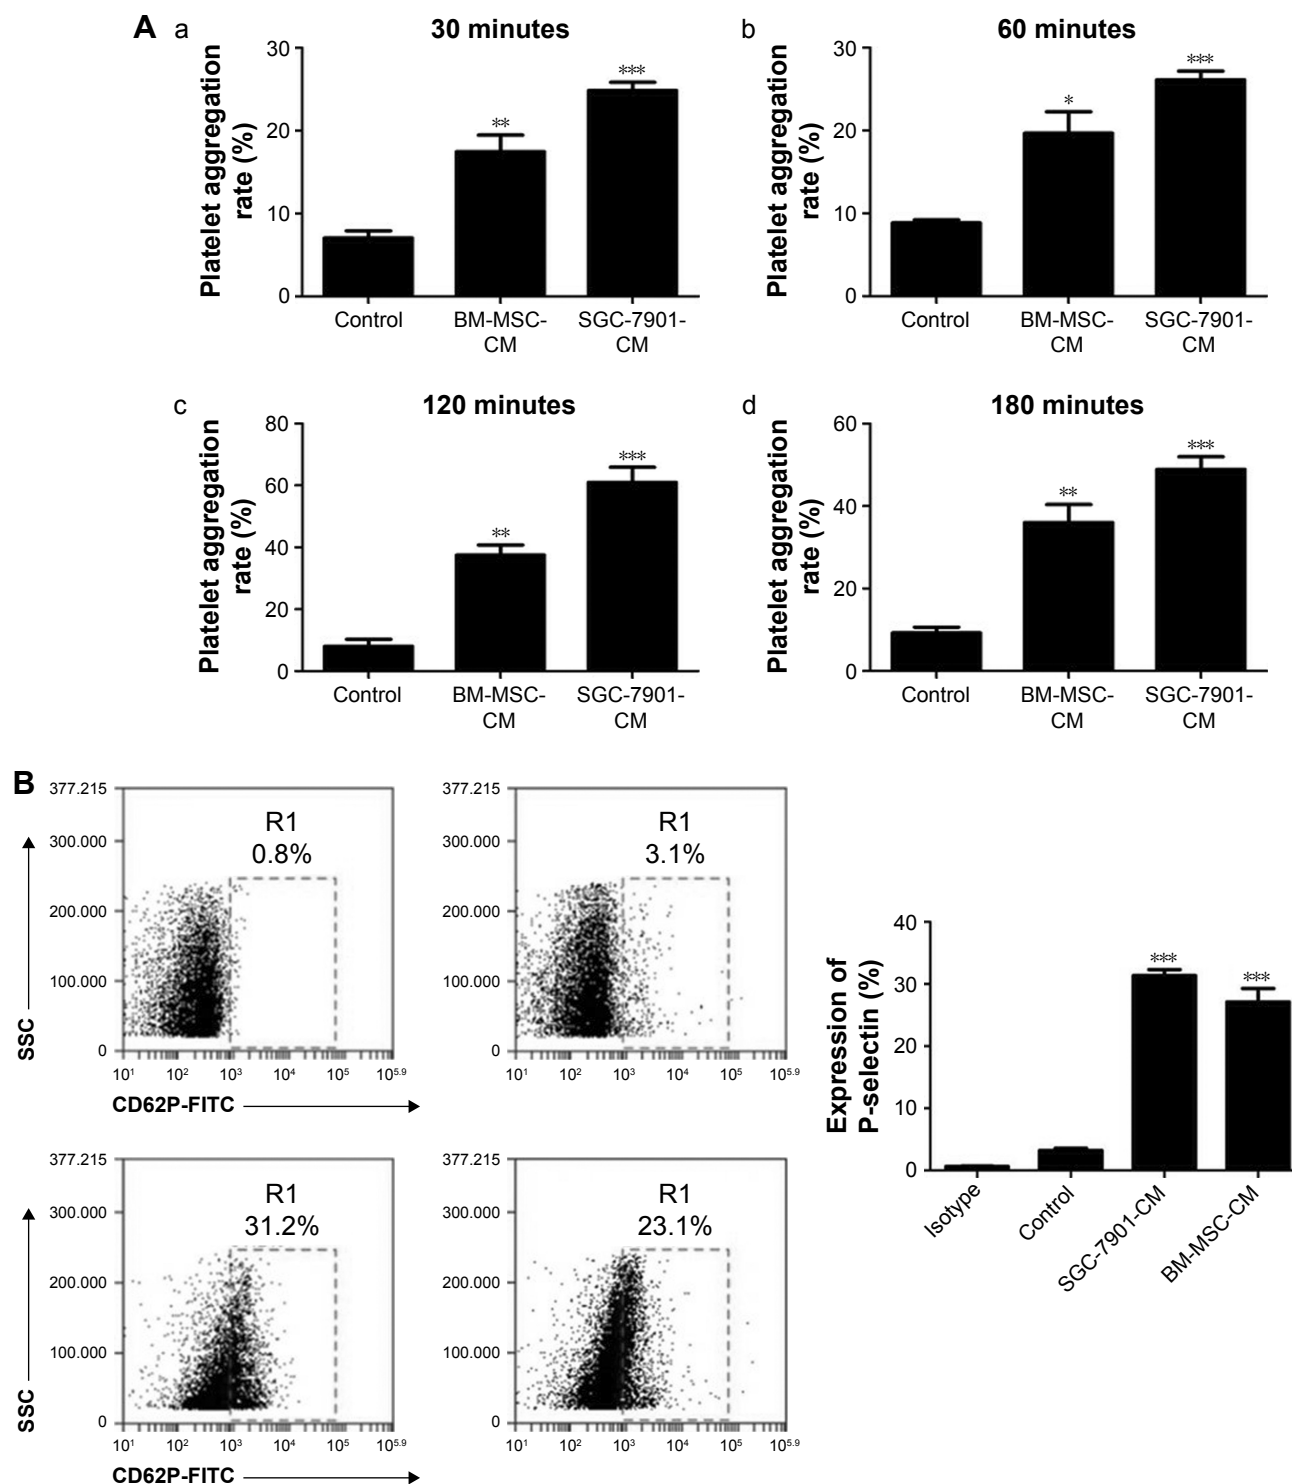 A a 30 minutes
Platelet aggregation
rate (%)
30
20
10
0
**
***
Control BM-MSC-
CM SGC-7901-
CM
b 60 minutes
Platelet aggregation
rate (%)
30
20
10
0
*
***
Control BM-MSC-
CM SGC-7901-
CM
c 120 minutes
Platelet aggregation
rate (%)
80
60
40
20
0
**
***
Control BM-MSC-
CM SGC-7901-
CM
d 180 minutes
Platelet aggregation
rate (%)
60
40
20
0
**
***
Control BM-MSC-
CM SGC-7901-
CM
B
377.215
300.000
200.000
100.000
0
SSC
R1
0.8%
10¹ 10² 10³ 10⁴ 10⁵ 10⁵·⁹
CD62P-FITC
377.215
300.000
200.000
100.000
0
R1
3.1%
10¹ 10² 10³ 10⁴ 10⁵ 10⁵·⁹
377.215
300.000
200.000
100.000
0
SSC
R1
31.2%
10¹ 10² 10³ 10⁴ 10⁵ 10⁵·⁹
CD62P-FITC
377.215
300.000
200.000
100.000
0
R1
23.1%
10¹ 10² 10³ 10⁴ 10⁵ 10⁵·⁹
Expression of
P-selectin (%)
40
30
20
10
0
***
***
Isotype
Control
SGC-7901-CM
BM-MSC-CM